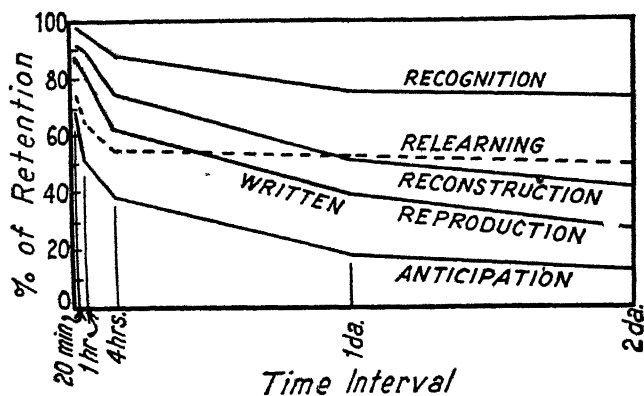 100
80
60
40
20
0
% of Retention
RECOGNITION
RELEARNING
RECONSTRUCTION
WRITTEN REPRODUCTION
ANTICIPATION
20 min.
1 hr.
4 hrs.
1 da.
2 da.
Time Interval